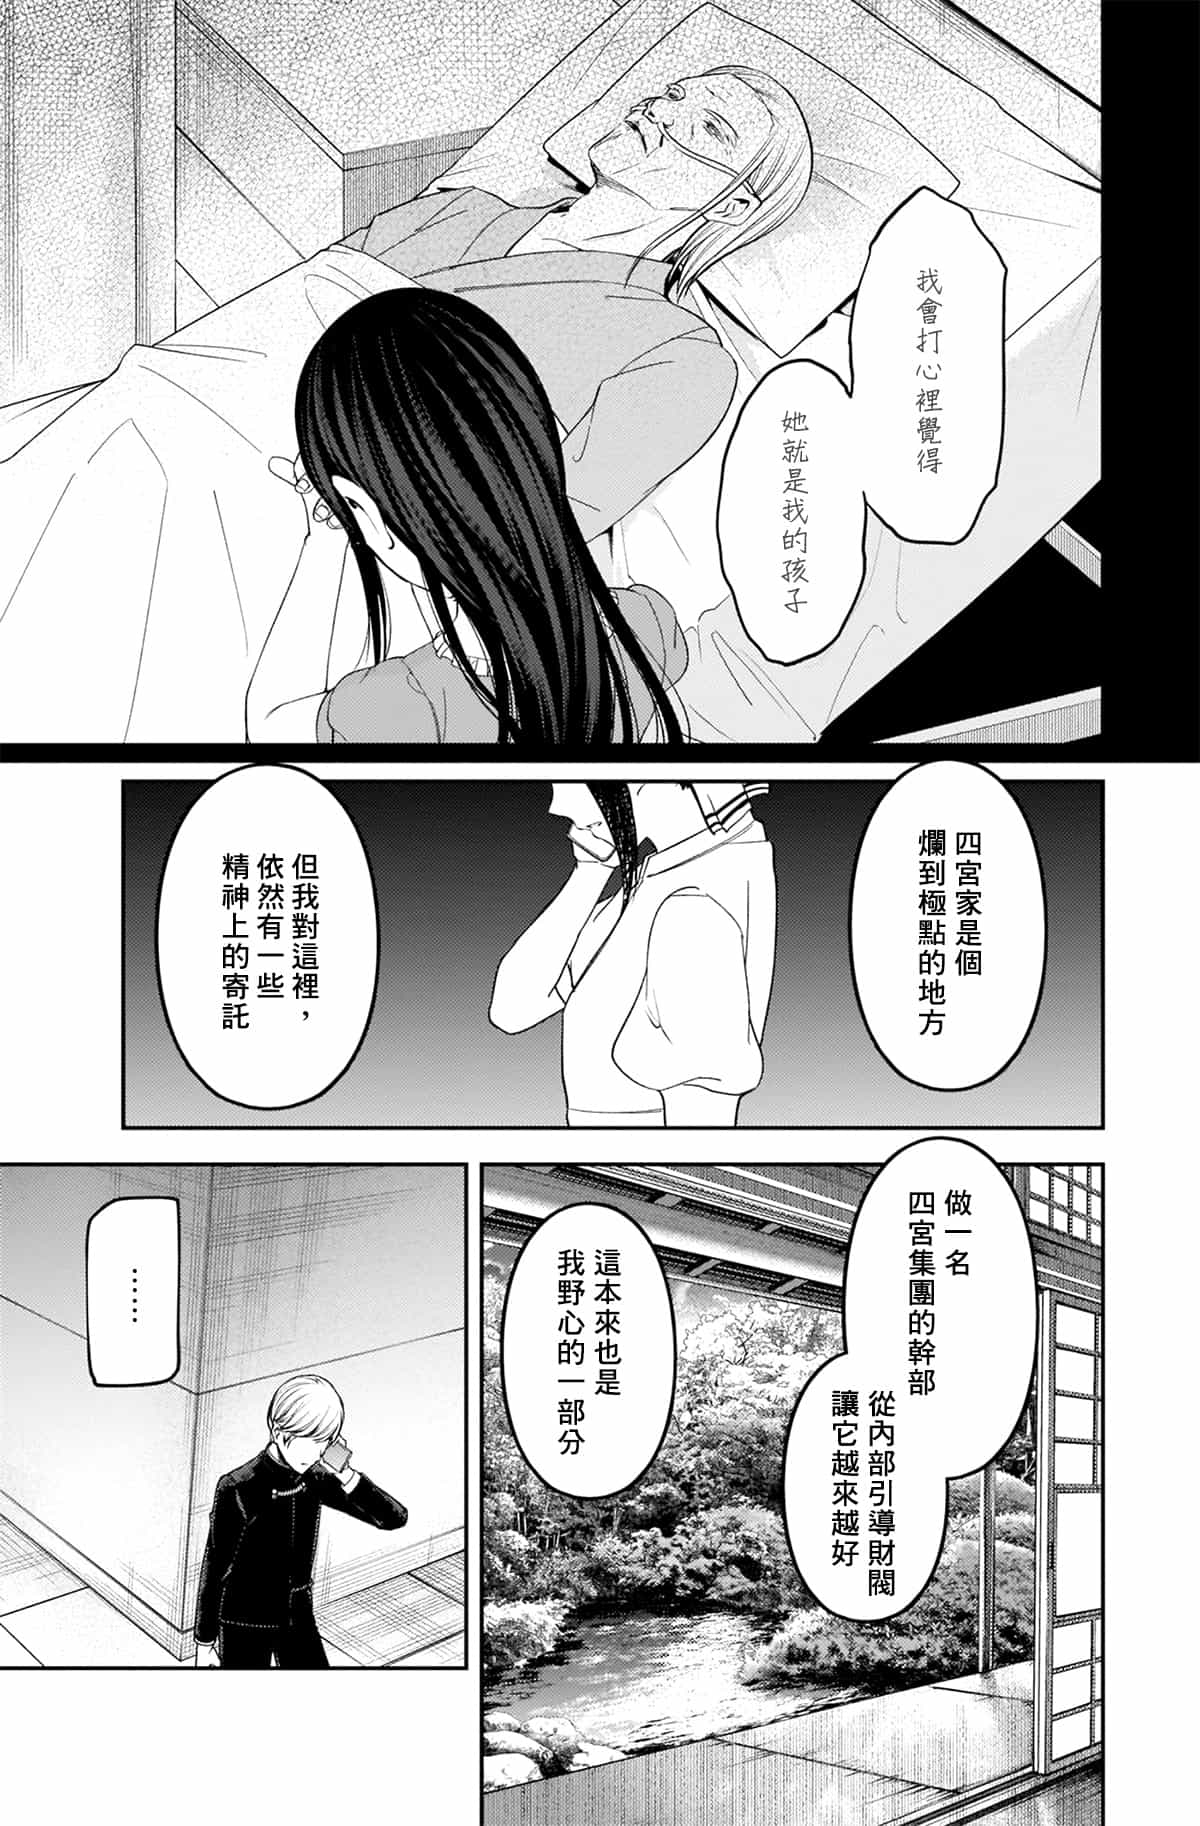 我會打心裡覺得
她就是我的孩子
四宮家是個
爛到極點的地方
但我對這裡，
依然有一些
精神上的寄託
做一名
四宮集團的幹部
從內部引導財閥
讓它越來越好
這本來也是
我野心的一部分
……